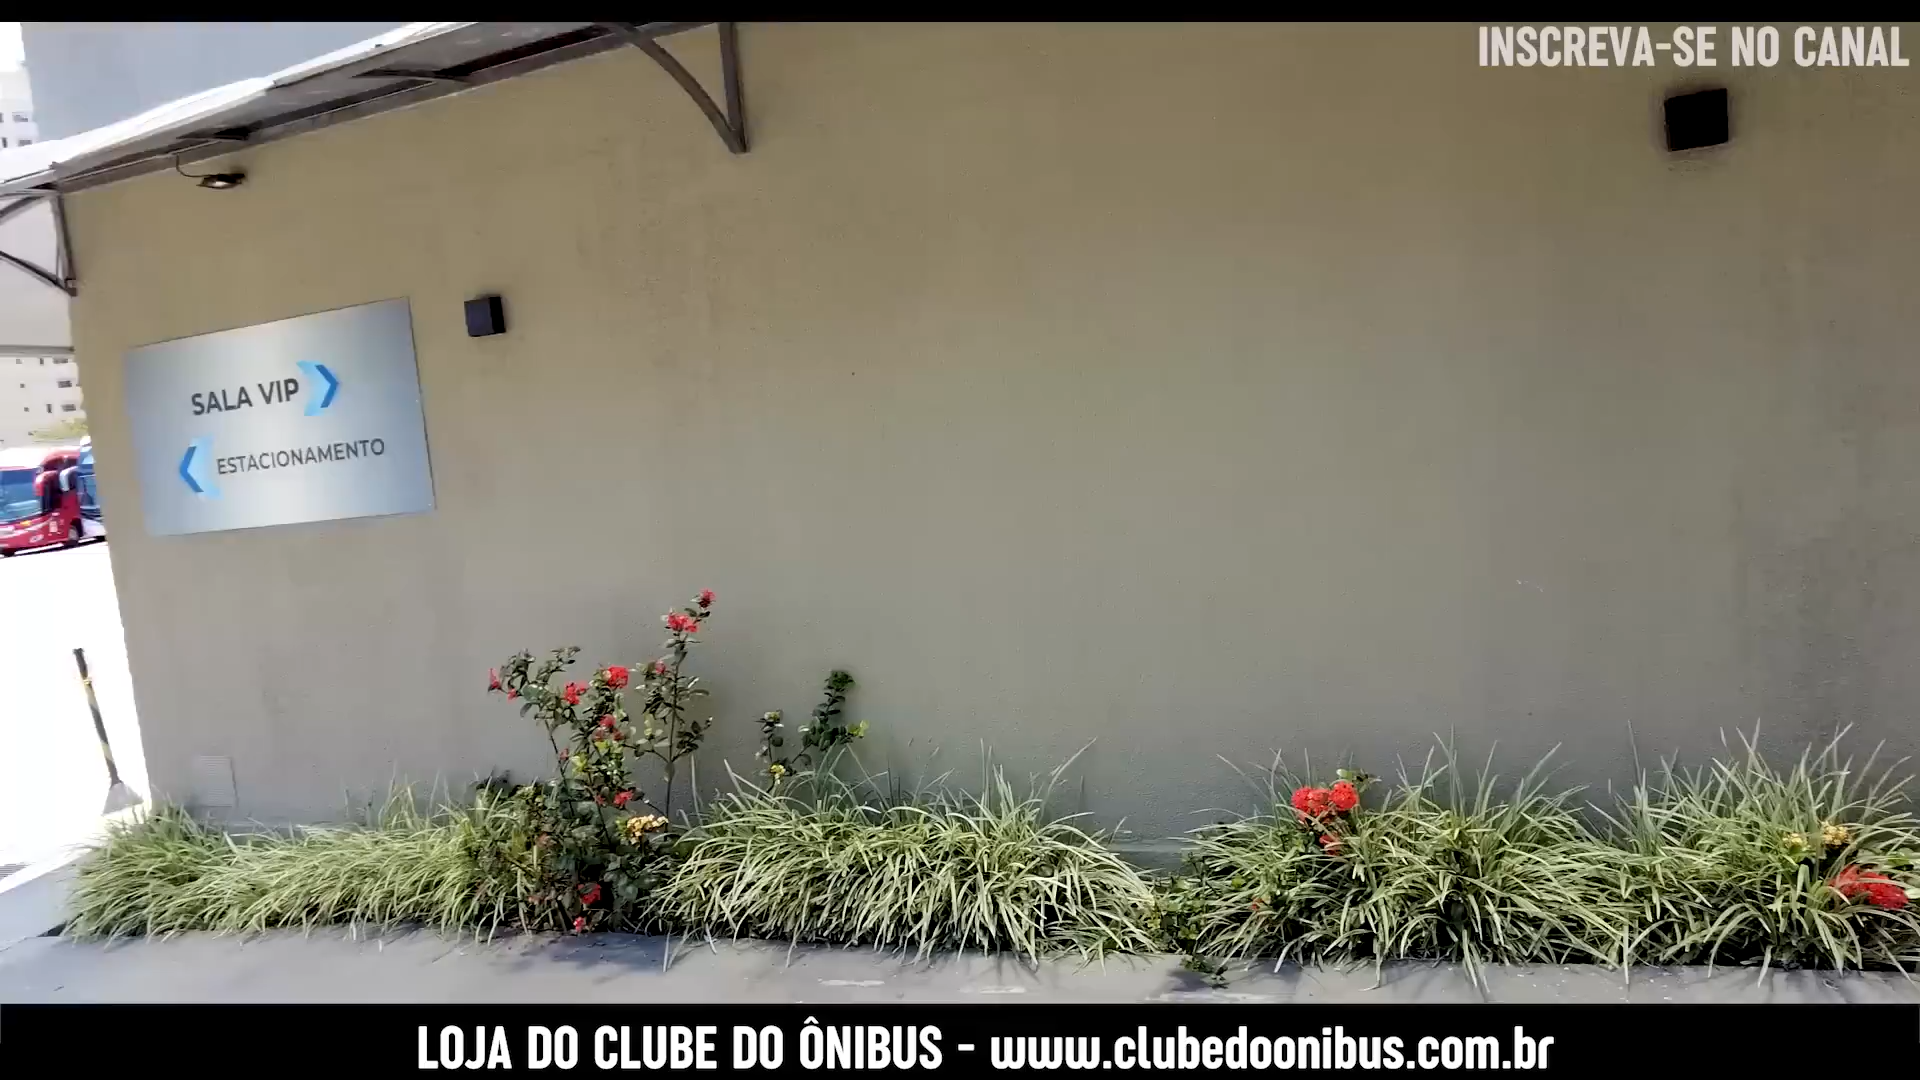 INSCREVA-SE NO CANAL
SALA VIP
ESTACIONAMENTO
LOJA DO CLUBE DO ÔNIBUS - www.clubedoonibus.com.br